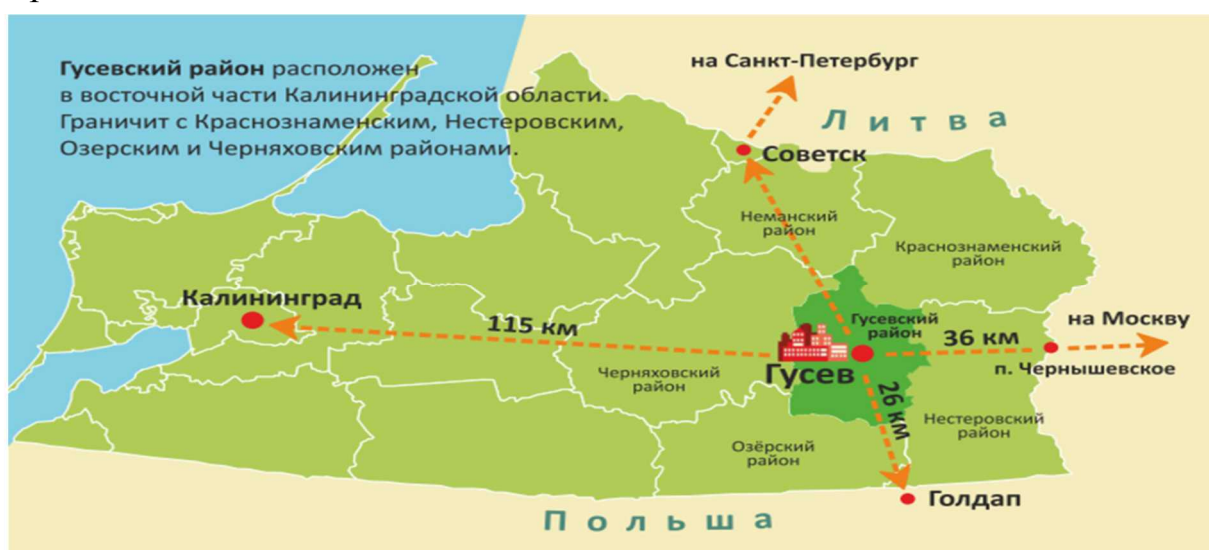 Гусевский район расположен
в восточной части Калининградской области.
Граничит с Краснознаменским, Нестеровским,
Озерским и Черняховским районами.
на Санкт-Петербург
Литва
Советск
Неманский
район
Краснознаменский
район
Калининград
115 км
Гусевский
район
36 км
на Москву
п. Чернышевское
Гусев
Черняховский
район
26 км
Нестеровский
район
Озёрский
район
Голдап
Польша